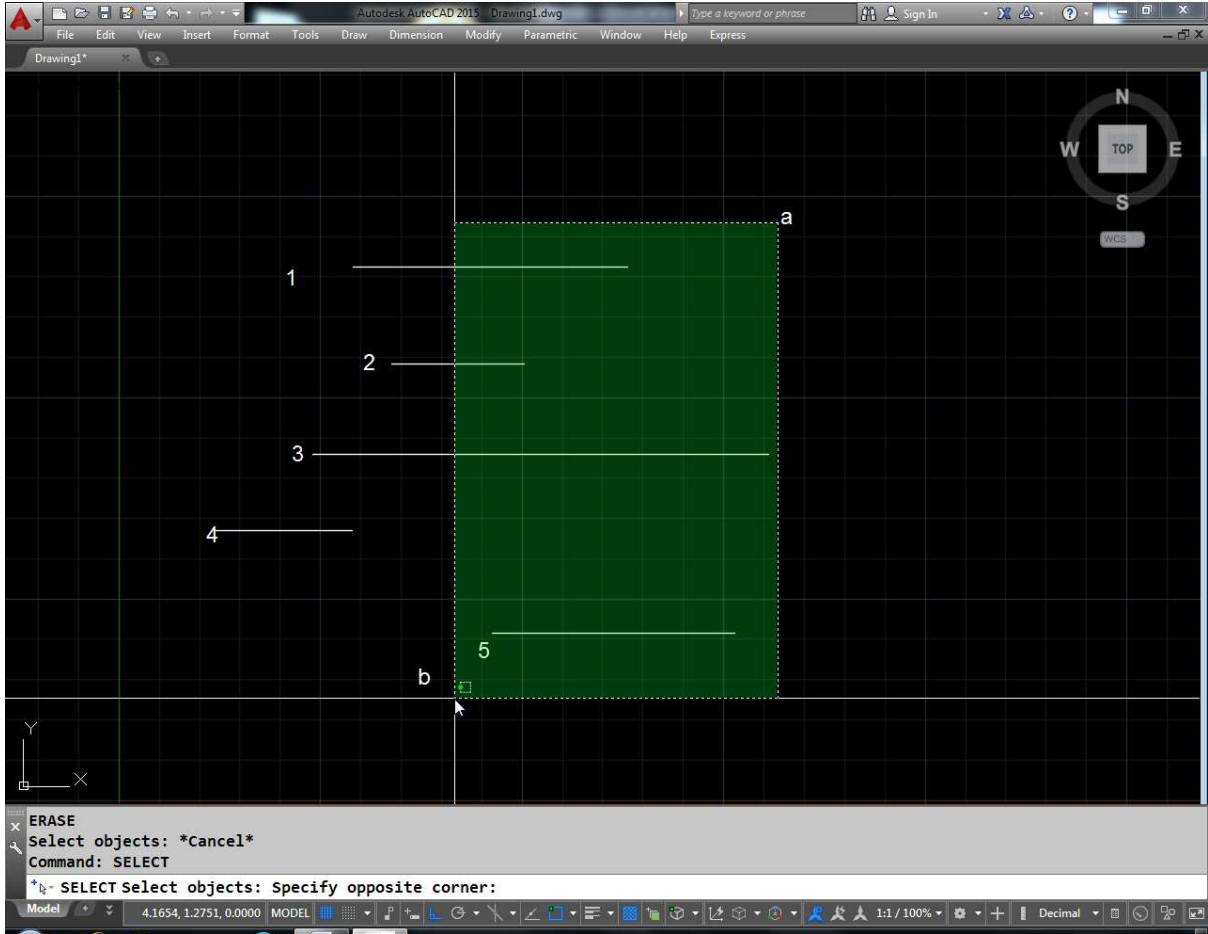 Autodesk AutoCAD 2015 Drawing1.dwg Type a keyword or phrase Sign In
File Edit View Insert Format Tools Draw Dimension Modify Parametric Window Help Express
Drawing1*
N
W TOP E
S
WCS
a
1
2
3
4
5
b
Y
X
ERASE
Select objects: *Cancel*
Command: SELECT
SELECT Select objects: Specify opposite corner:
Model 4.1654, 1.2751, 0.0000 MODEL 1:1 / 100% Decimal